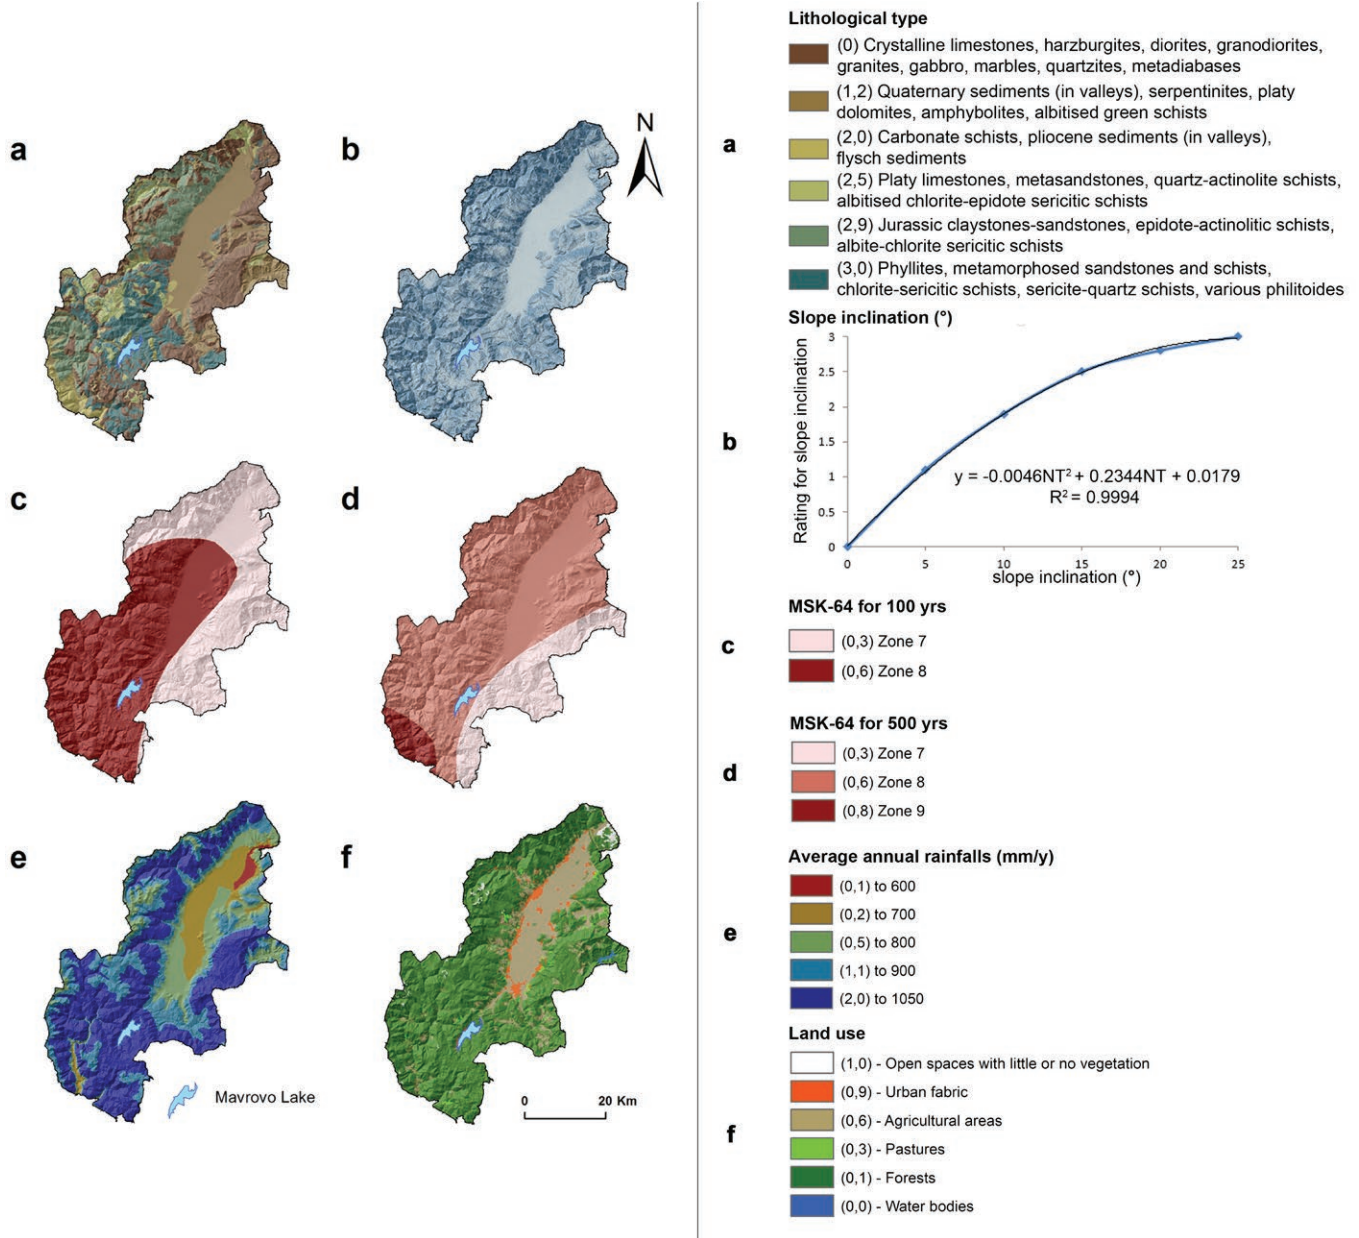 a
b
N
c
d
e
f
Mavrovo Lake
0
20 Km
Lithological type
a
(0) Crystalline limestones, harzburgites, diorites, granodiorites,
granites, gabbro, marbles, quartzites, metadiabases
(1,2) Quaternary sediments (in valleys), serpentinites, platy
dolomites, amphybolites, albitised green schists
(2,0) Carbonate schists, pliocene sediments (in valleys),
flysch sediments
(2,5) Platy limestones, metasandstones, quartz-actinolite schists,
albitised chlorite-epidote sericitic schists
(2,9) Jurassic claystones-sandstones, epidote-actinolitic schists,
albite-chlorite sericitic schists
(3,0) Phyllites, metamorphosed sandstones and schists,
chlorite-sericitic schists, sericite-quartz schists, various philitoides
Slope inclination (°)
b
Rating for slope inclination
3
2.5
2
1.5
1
0.5
0
y = -0.0046NT² + 0.2344NT + 0.0179
R² = 0.9994
0
5
10
15
20
25
slope inclination (°)
MSK-64 for 100 yrs
c
(0,3) Zone 7
(0,6) Zone 8
MSK-64 for 500 yrs
d
(0,3) Zone 7
(0,6) Zone 8
(0,8) Zone 9
Average annual rainfalls (mm/y)
e
(0,1) to 600
(0,2) to 700
(0,5) to 800
(1,1) to 900
(2,0) to 1050
Land use
f
(1,0) - Open spaces with little or no vegetation
(0,9) - Urban fabric
(0,6) - Agricultural areas
(0,3) - Pastures
(0,1) - Forests
(0,0) - Water bodies